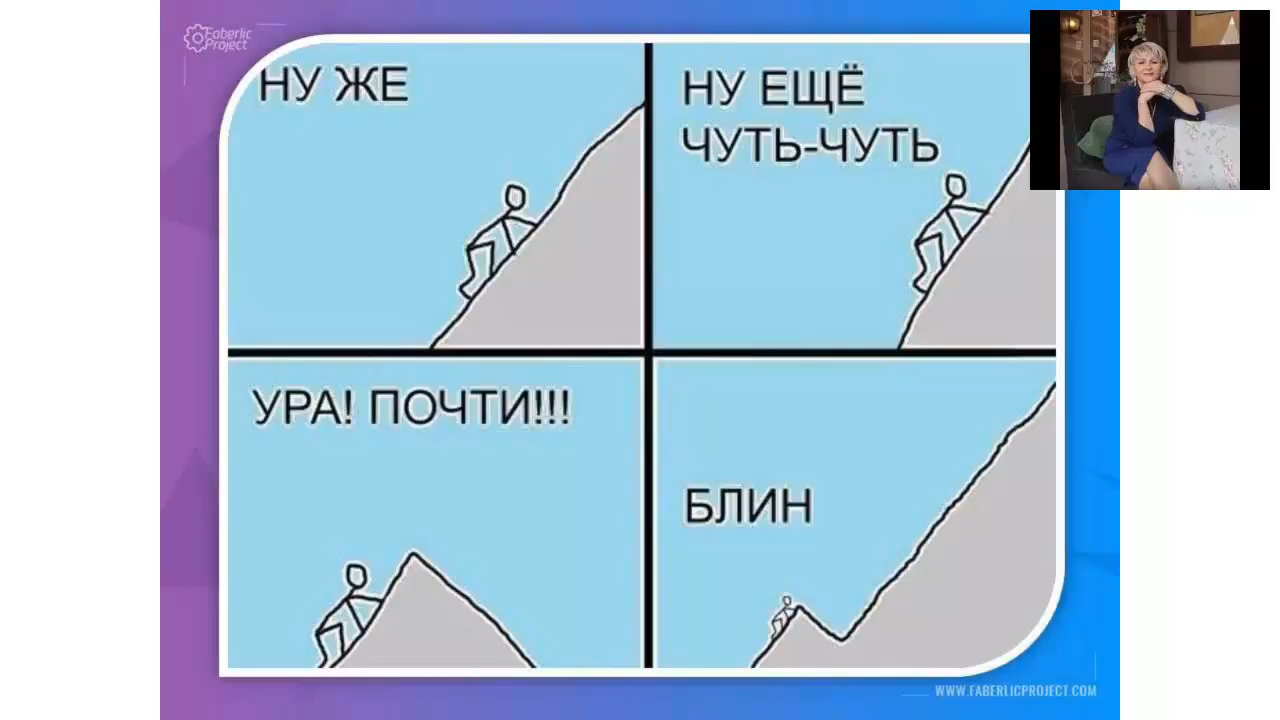 Faberlic
Project
НУ ЖЕ
НУ ЕЩЁ
ЧУТЬ-ЧУТЬ
УРА! ПОЧТИ!!!
БЛИН
WWW.FABERLICPROJECT.COM